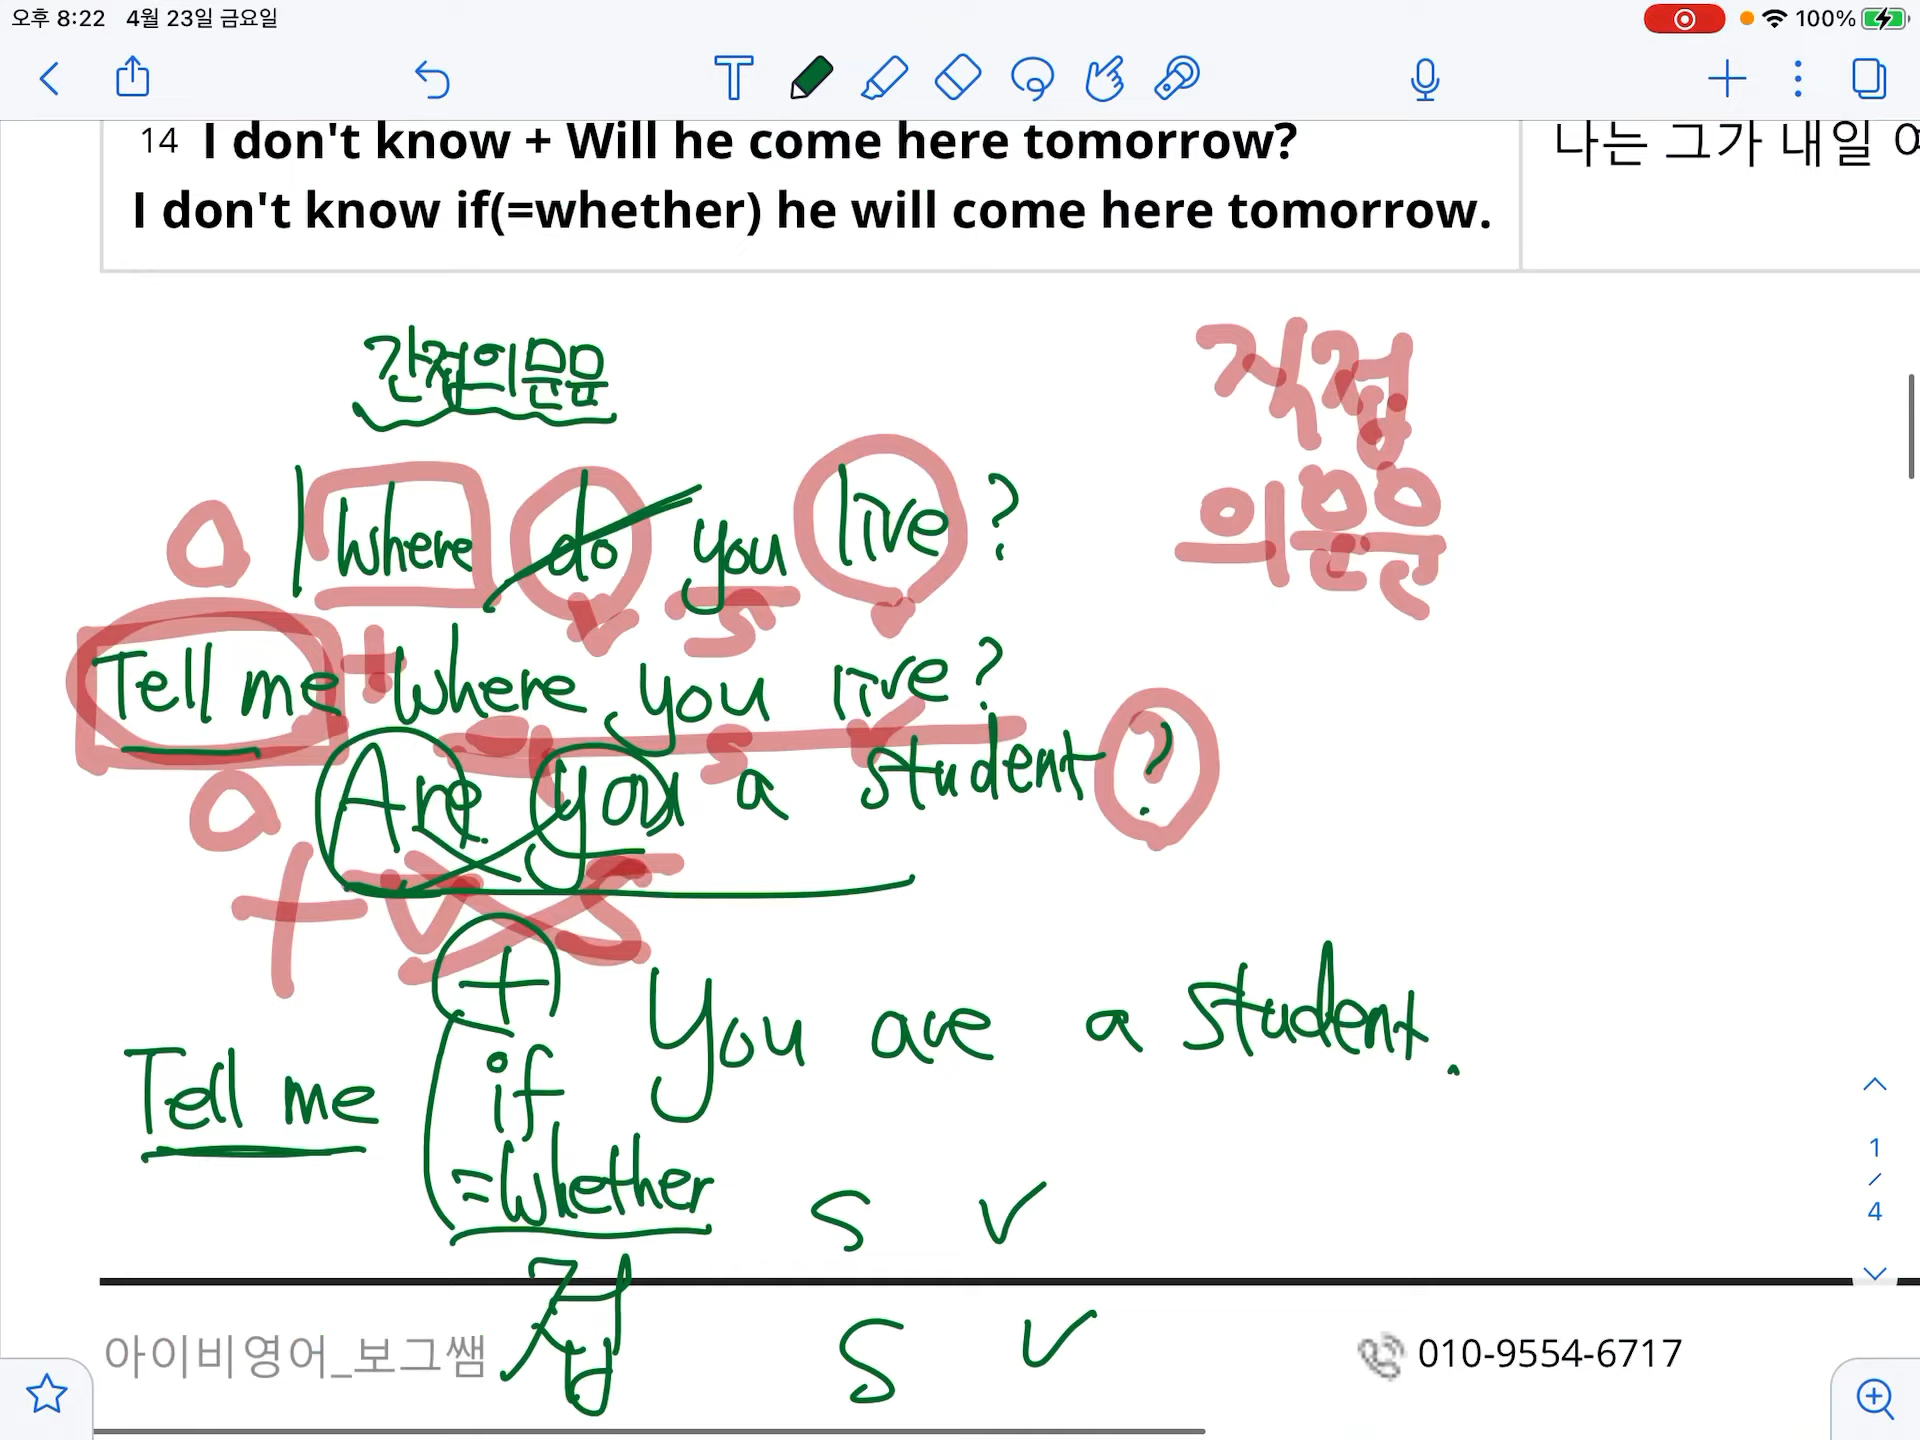 오후 8:22 4월 23일 금요일 100%
14 I don't know + Will he come here tomorrow? 나는 그가 내일
I don't know if(=whether) he will come here tomorrow.
간접의문문
직접
의문문
where do you live?
V S V
Tell me + where you live?
S V
Are you a student?
+ V S
+ You are a student.
Tell me if
=whether S V
접 S V
1
/
4
아이비영어_보그쌤 010-9554-6717